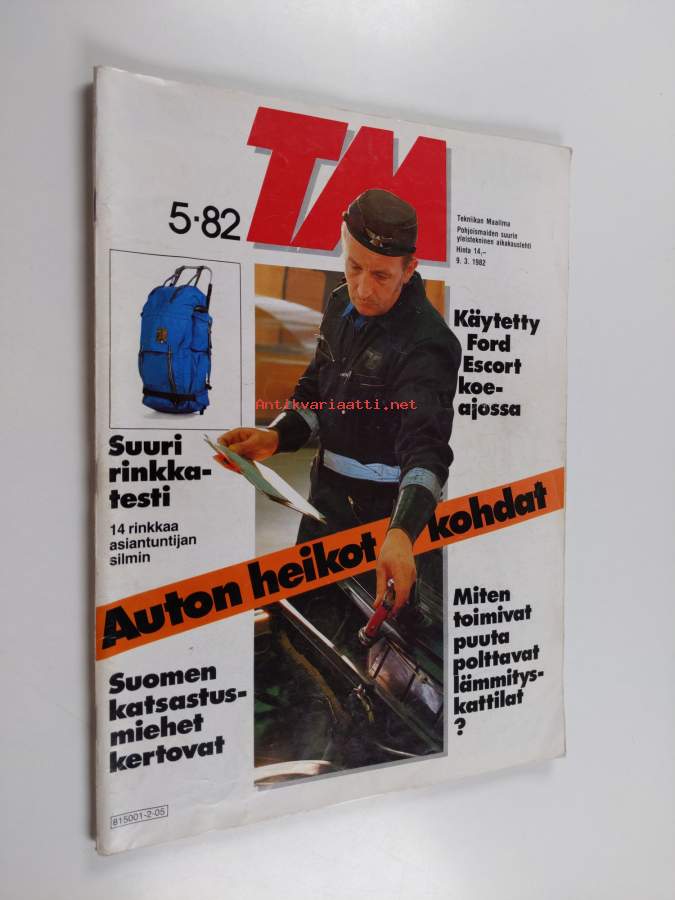 TM
5·82
Tekniikan Maailma
Pohjoismaiden suurin
yleistekninen aikakauslehti
Hinta 14,–
9. 3. 1982
Käytetty
Ford
Escort
koe-
ajossa
Antikvariaatti.net
Suuri
rinkka-
testi
14 rinkkaa
asiantuntijan
silmin
Auton heikot kohdat
Suomen
katsastus-
miehet
kertovat
Miten
toimivat
puuta
polttavat
lämmitys-
kattilat
?
815001-2-05